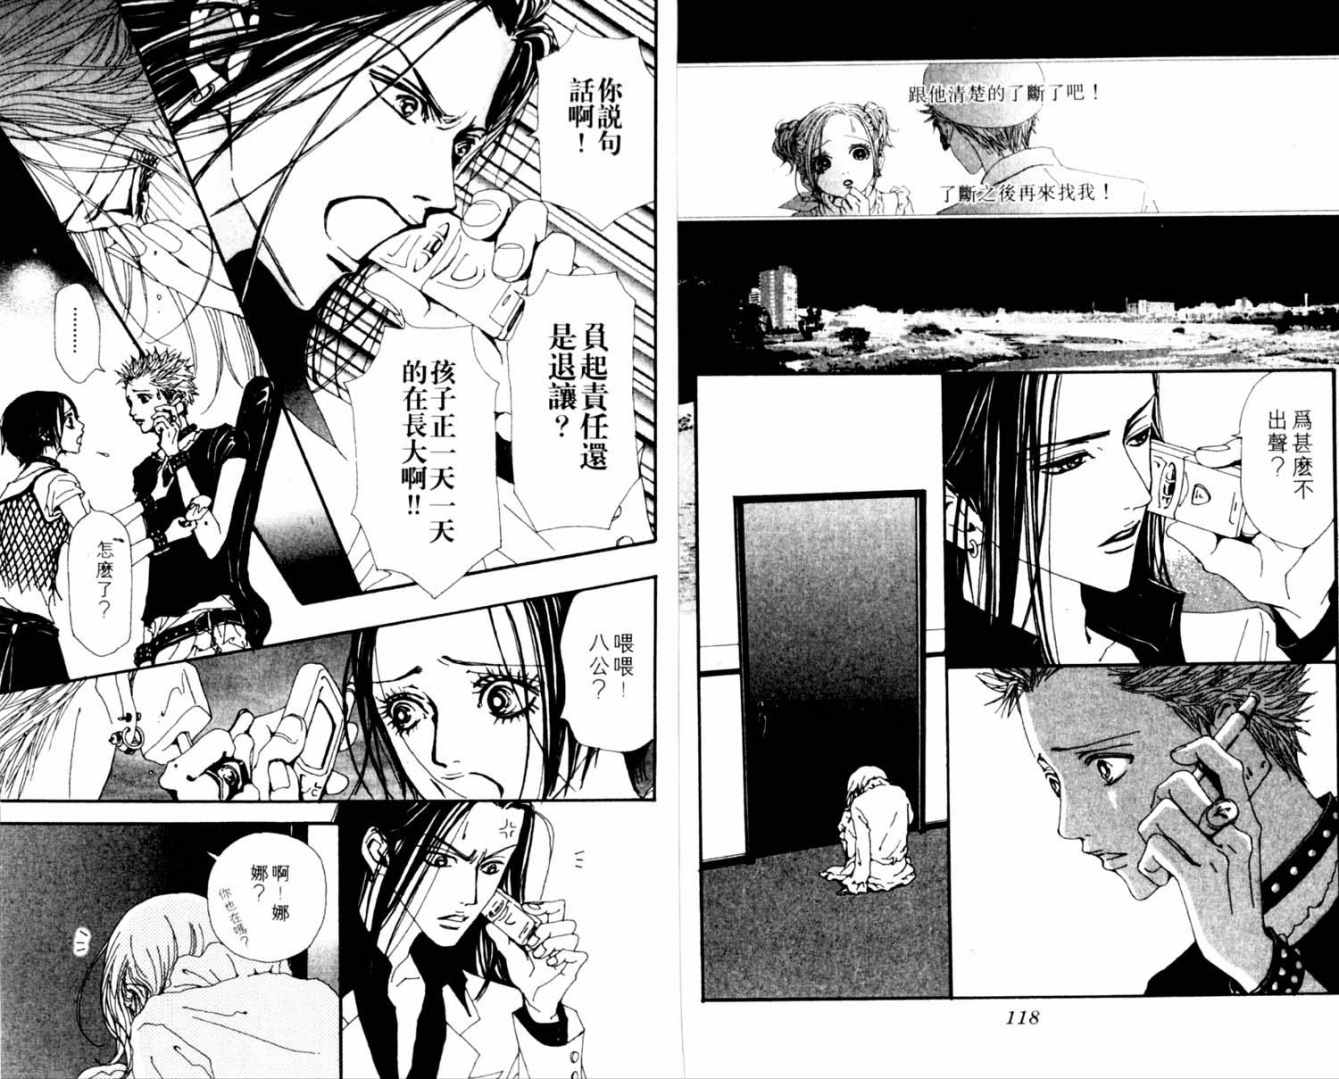 跟他清楚的了斷了吧！
了斷之後再來找我！
爲甚麼不
出聲？
118
你說句
話啊！
負起責任還
是退讓？
孩子正一天一天
的在長大啊!!
………
怎麼了？
喂喂！
八公？
啊！娜
娜？
你也在嗎？